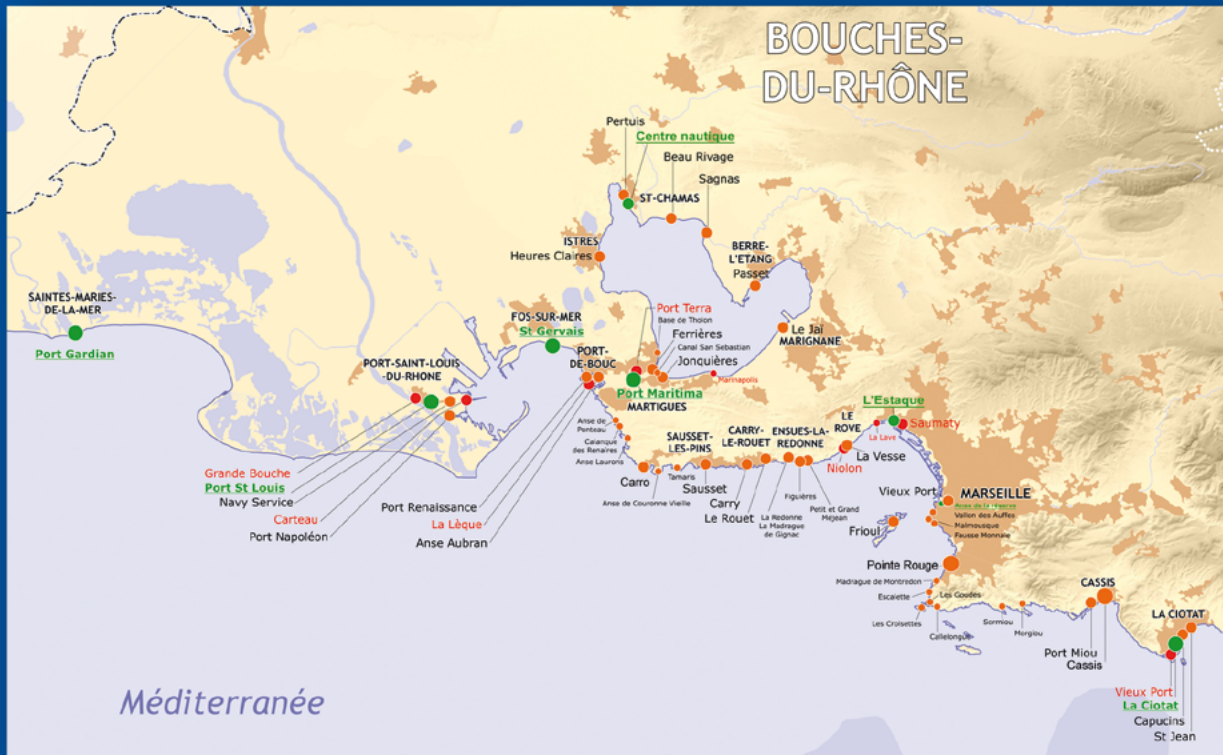 BOUCHES-
DU-RHÔNE
Pertuis
Centre nautique
Beau Rivage
Sagnas
ST-CHAMAS
ISTRES
Heures Claires
BERRE-
L'ETANG
Passet
SAINTES-MARIES-
DE-LA-MER
Port Gardian
FOS-SUR-MER
St Gervais
Port Terra
Base de Tholon
Ferrières
Canal San Sebastian
Jonquières
Le Jaï
MARIGNANE
PORT-SAINT-LOUIS
-DU-RHONE
PORT-
DE-BOUC
Marinapolis
Port Maritima
MARTIGUES
L'Estaque
Saumaty
La Lave
Anse de
Ponteau
Calanque
des Renaires
Anse Laurons
SAUSSET-
LES-PINS
CARRY-
LE-ROUET
ENSUES-LA-
REDONNE
LE
ROVE
La Vesse
Niolon
Grande Bouche
Port St Louis
Navy Service
Carteau
Port Napoléon
Port Renaissance
La Lèque
Anse Aubran
Carro
Tamaris
Anse de Couronne Vieille
Sausset
Carry
Le Rouet
La Redonne
La Madrague
de Gignac
Figuières
Petit et Grand
Mejean
Vieux Port
MARSEILLE
Anse de la réserve
Vallon des Auffes
Malmousque
Fausse Monnaie
Frioul
Pointe Rouge
Madrague de Montredon
Escalette
Les Goudes
Les Croisettes
Callelongue
Sormiou
Morgiou
CASSIS
Port Miou
Cassis
LA CIOTAT
Vieux Port
La Ciotat
Capucins
St Jean
Méditerranée